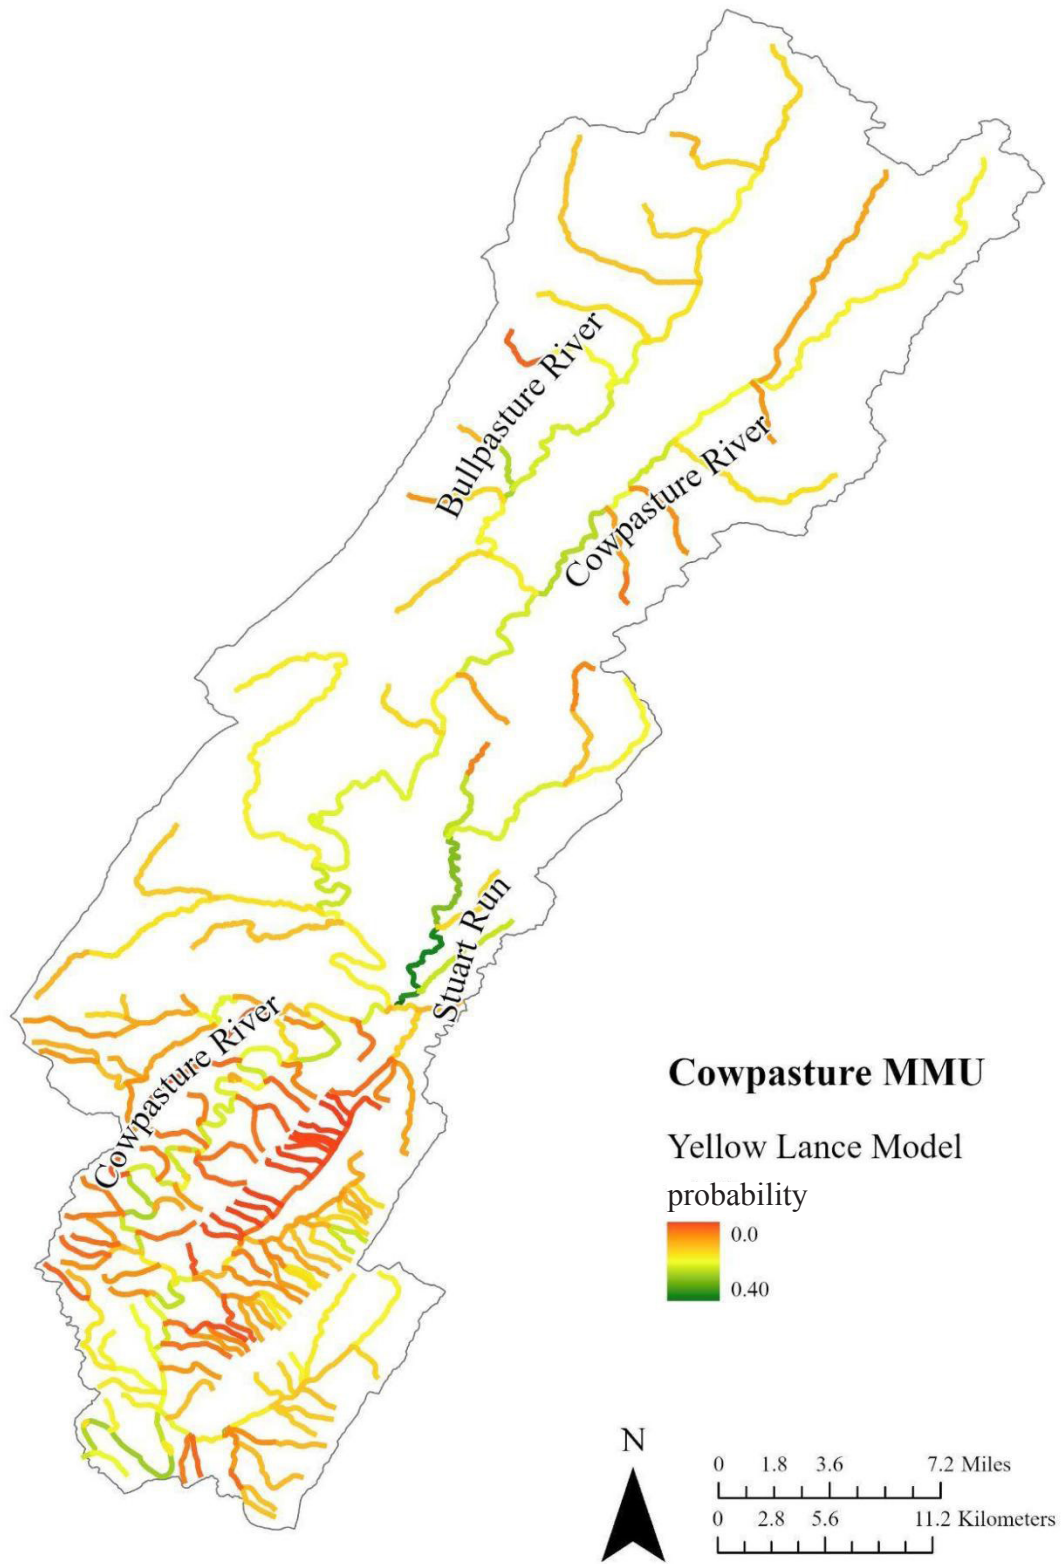 Bullpasture River
Cowpasture River
Stuart Run
Cowpasture River
Cowpasture MMU
Yellow Lance Model
probability
0.0
0.40
N
0 1.8 3.6 7.2 Miles
0 2.8 5.6 11.2 Kilometers